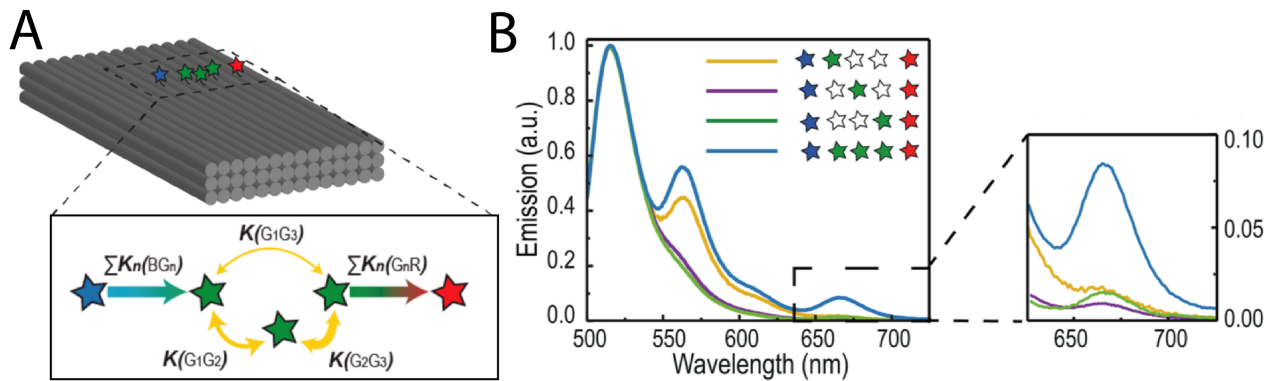 A
K(G1G3)
∑Kn(BGn)
∑Kn(GnR)
K(G1G2)
K(G2G3)
B
Emission (a.u.)
1.0
0.8
0.6
0.4
0.2
0.0
500
550
600
650
700
Wavelength (nm)
0.10
0.05
0.00
650
700